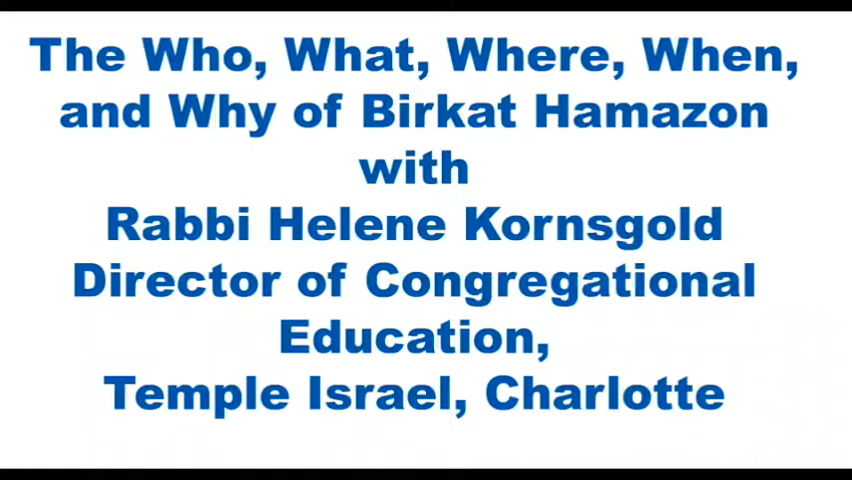 The Who, What, Where, When,
and Why of Birkat Hamazon
with
Rabbi Helene Kornsgold
Director of Congregational
Education,
Temple Israel, Charlotte